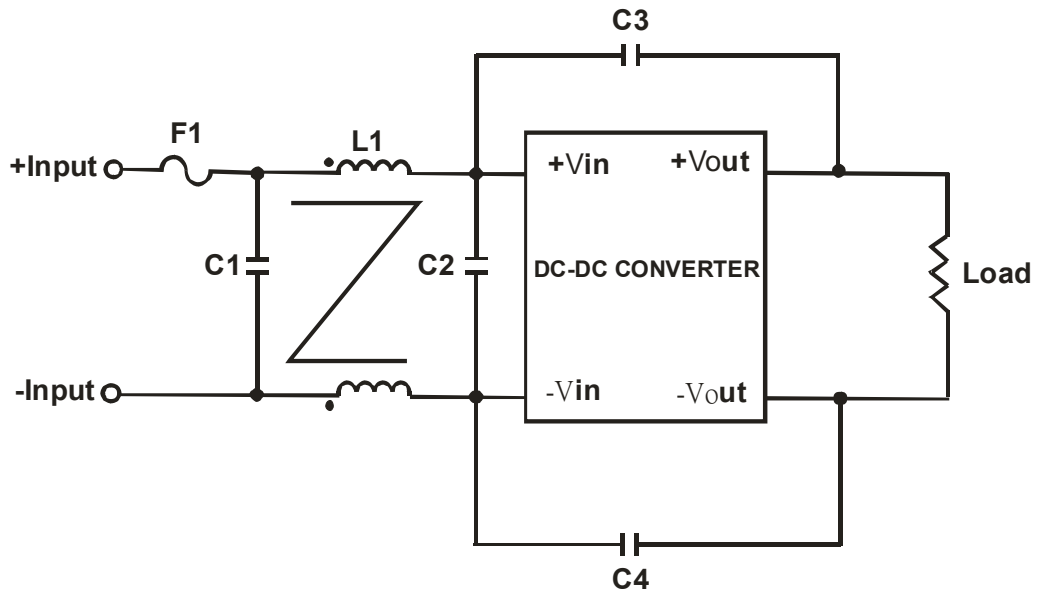 C3
F1
L1
+Input
+Vin
+Vout
C1
C2
DC-DC CONVERTER
Load
-Input
-Vin
-Vout
C4